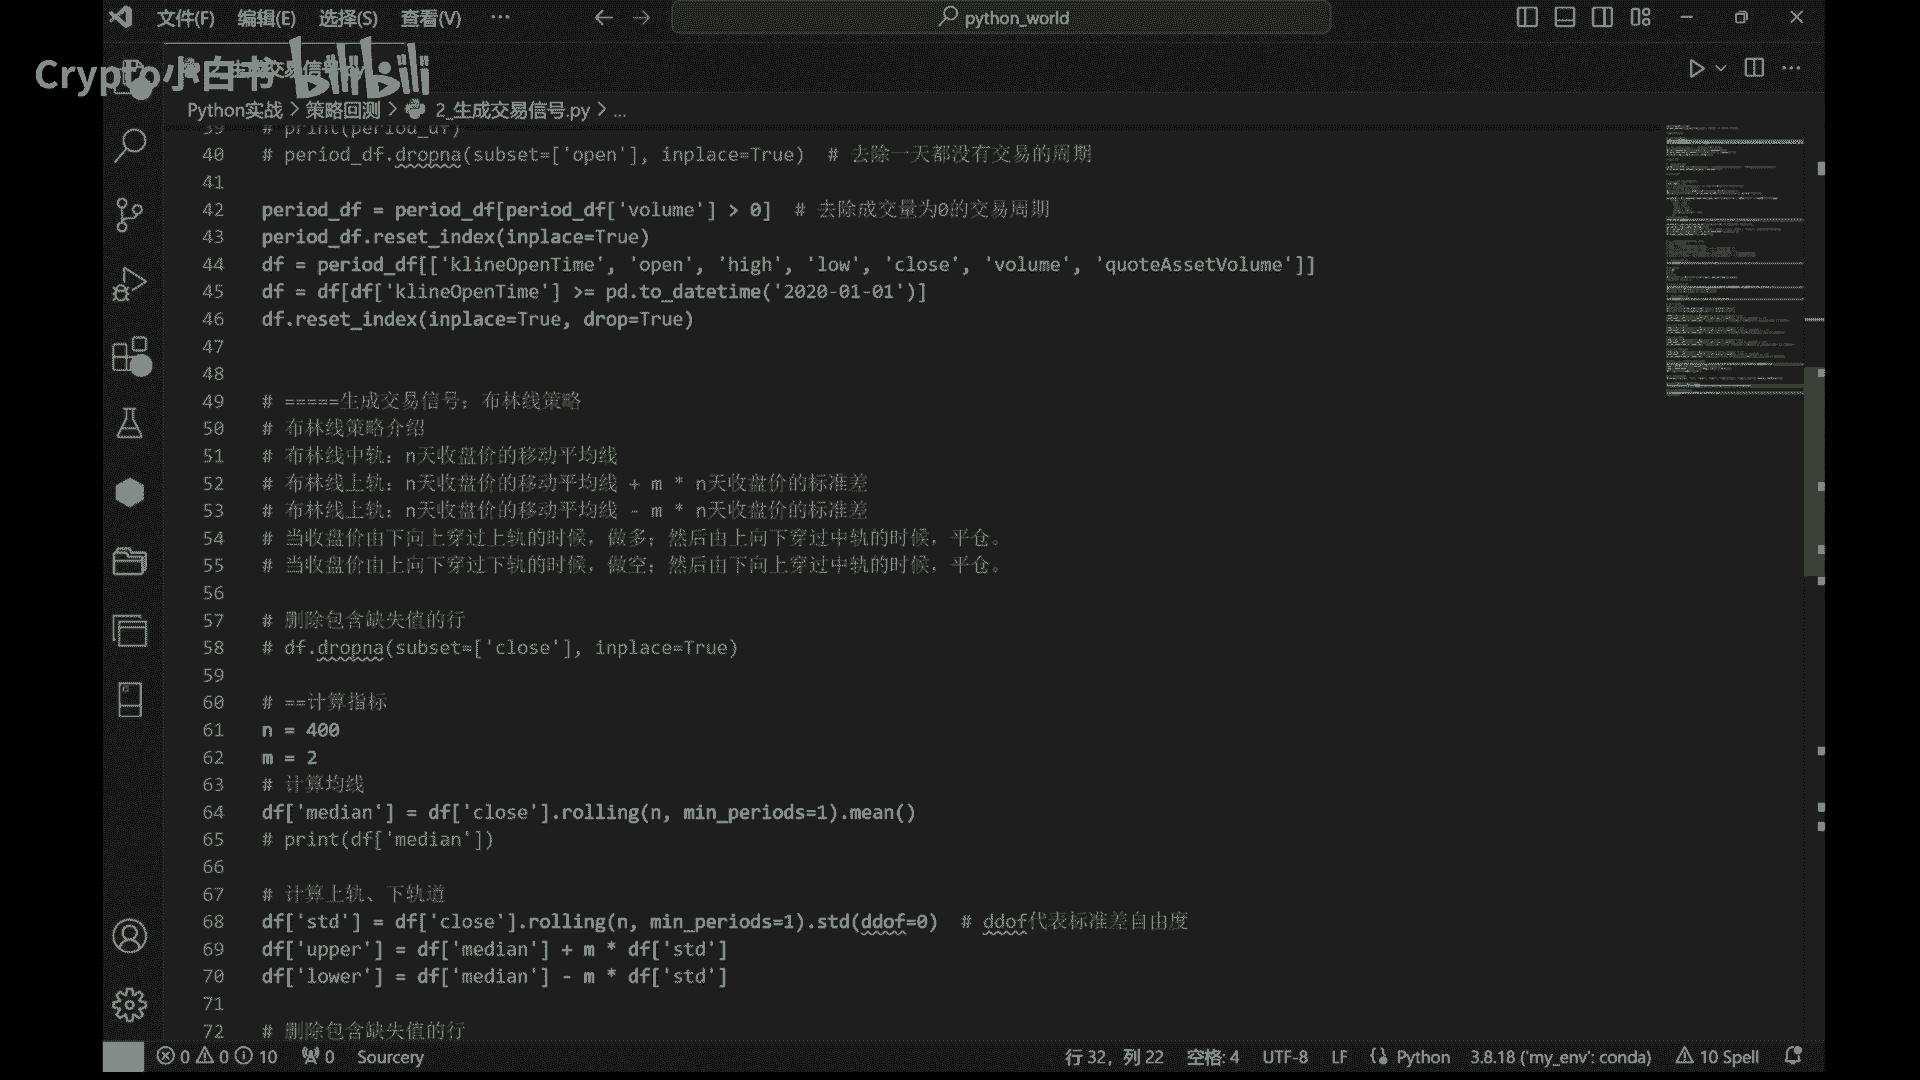 文件(F) 编辑(E) 选择(S) 查看(V) ... python_world
Crypto小白书 bilibili
Python实战 > 策略回测 > 2_生成交易信号.py > ...
39 # print(period_df)
40 # period_df.dropna(subset=['open'], inplace=True)  # 去除一天都没有交易的周期
41
42 period_df = period_df[period_df['volume'] > 0]  # 去除成交量为0的交易周期
43 period_df.reset_index(inplace=True)
44 df = period_df[['klineOpenTime', 'open', 'high', 'low', 'close', 'volume', 'quoteAssetVolume']]
45 df = df[df['klineOpenTime'] >= pd.to_datetime('2020-01-01')]
46 df.reset_index(inplace=True, drop=True)
47
48
49 # =====生成交易信号：布林线策略
50 # 布林线策略介绍
51 # 布林线中轨：n天收盘价的移动平均线
52 # 布林线上轨：n天收盘价的移动平均线 + m * n天收盘价的标准差
53 # 布林线上轨：n天收盘价的移动平均线 - m * n天收盘价的标准差
54 # 当收盘价由下向上穿过上轨的时候，做多；然后由上向下穿过中轨的时候，平仓。
55 # 当收盘价由上向下穿过下轨的时候，做空；然后由下向上穿过中轨的时候，平仓。
56
57 # 删除包含缺失值的行
58 # df.dropna(subset=['close'], inplace=True)
59
60 # ==计算指标
61 n = 400
62 m = 2
63 # 计算均线
64 df['median'] = df['close'].rolling(n, min_periods=1).mean()
65 # print(df['median'])
66
67 # 计算上轨、下轨道
68 df['std'] = df['close'].rolling(n, min_periods=1).std(ddof=0)  # ddof代表标准差自由度
69 df['upper'] = df['median'] + m * df['std']
70 df['lower'] = df['median'] - m * df['std']
71
72 # 删除包含缺失值的行
0 0 10 0 Sourcery 行 32，列 22 空格: 4 UTF-8 LF Python 3.8.18 ('my_env': conda) 10 Spell